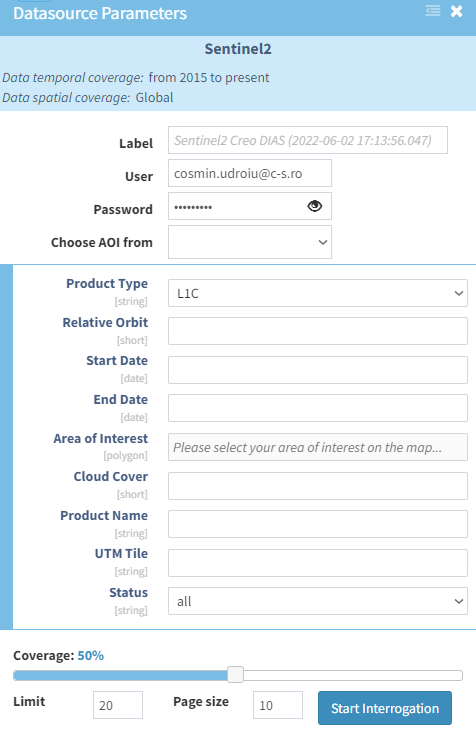 Datasource Parameters
Sentinel2
Data temporal coverage: from 2015 to present
Data spatial coverage: Global
Label Sentinel2 Creo DIAS (2022-06-02 17:13:56.047)
User cosmin.udroiu@c-s.ro
Password •••••••••
Choose AOI from
Product Type L1C
[string]
Relative Orbit
[short]
Start Date
[date]
End Date
[date]
Area of Interest Please select your area of interest on the map...
[polygon]
Cloud Cover
[short]
Product Name
[string]
UTM Tile
[string]
Status all
[string]
Coverage: 50%
Limit 20 Page size 10 Start Interrogation